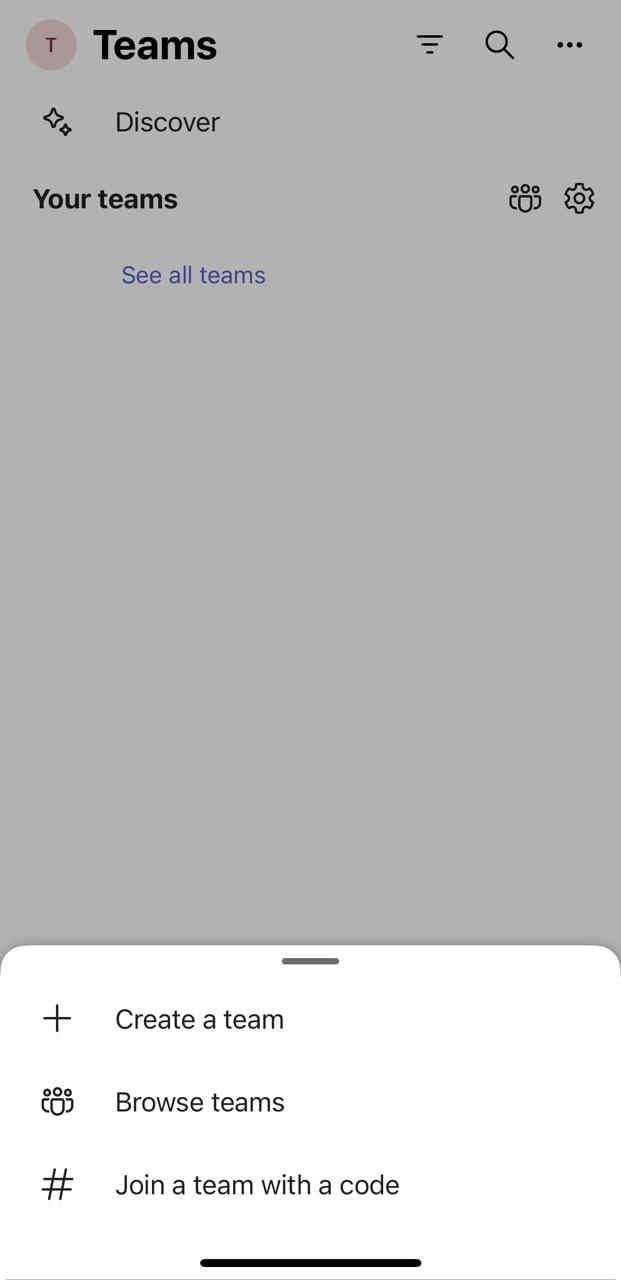 T
Teams
Discover
Your teams
See all teams
Create a team
Browse teams
Join a team with a code